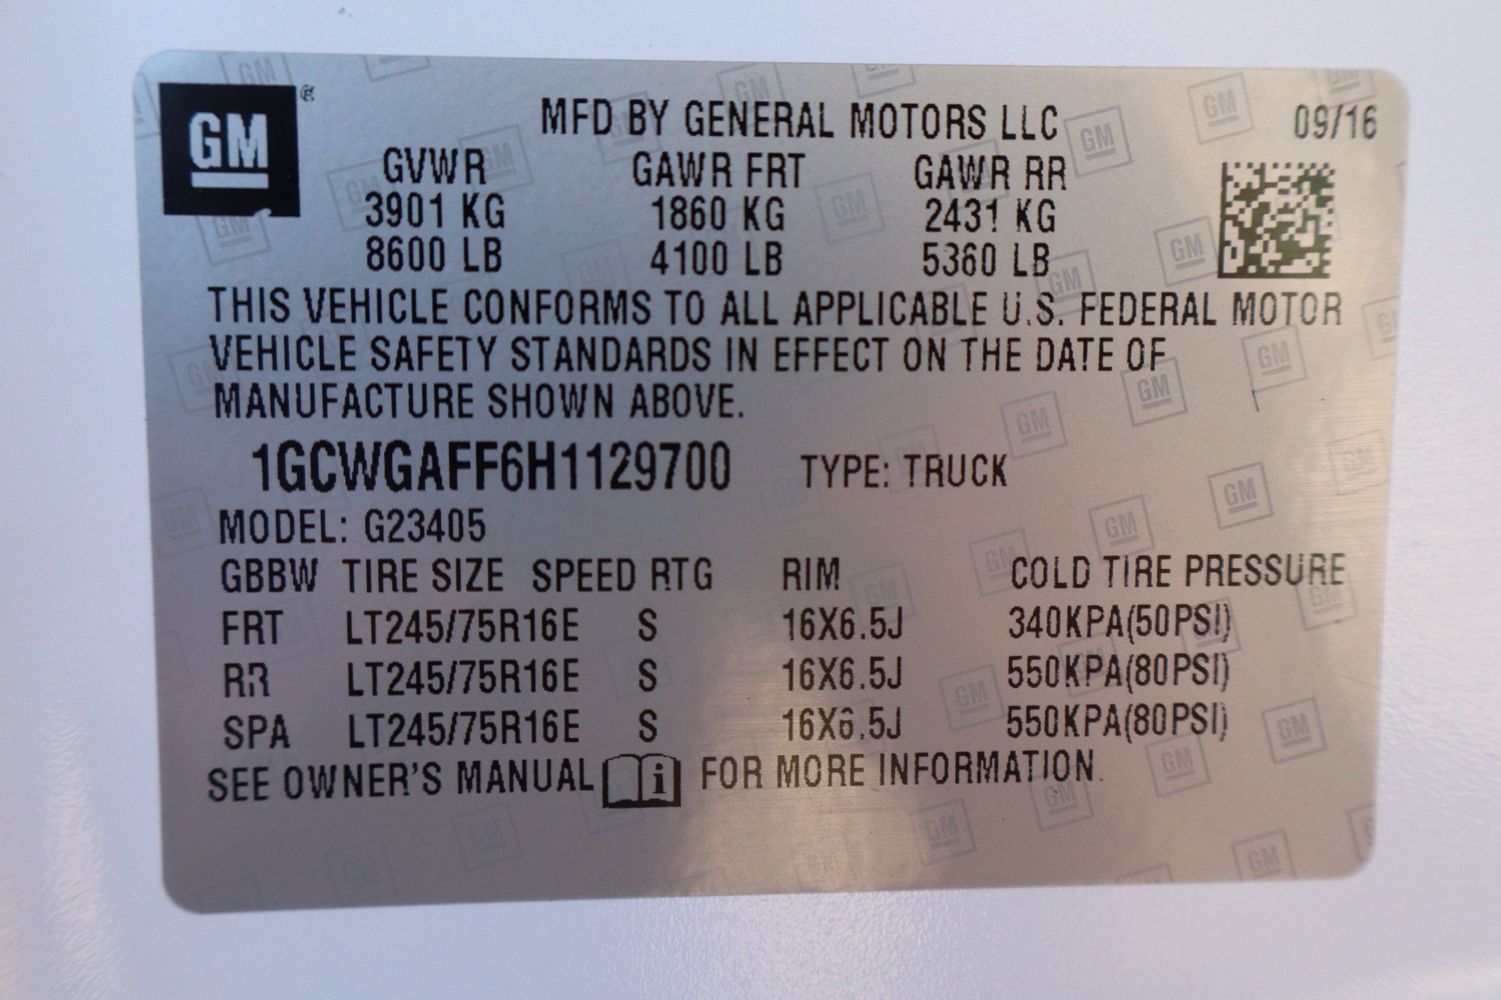 GM
MFD BY GENERAL MOTORS LLC 09/16
GVWR GAWR FRT GAWR RR
3901 KG 1860 KG 2431 KG
8600 LB 4100 LB 5360 LB
THIS VEHICLE CONFORMS TO ALL APPLICABLE U.S. FEDERAL MOTOR
VEHICLE SAFETY STANDARDS IN EFFECT ON THE DATE OF
MANUFACTURE SHOWN ABOVE.
1GCWGAFF6H1129700 TYPE: TRUCK
MODEL: G23405
GBBW TIRE SIZE SPEED RTG RIM COLD TIRE PRESSURE
FRT LT245/75R16E S 16X6.5J 340KPA(50PSI)
RR LT245/75R16E S 16X6.5J 550KPA(80PSI)
SPA LT245/75R16E S 16X6.5J 550KPA(80PSI)
SEE OWNER'S MANUAL i FOR MORE INFORMATION.